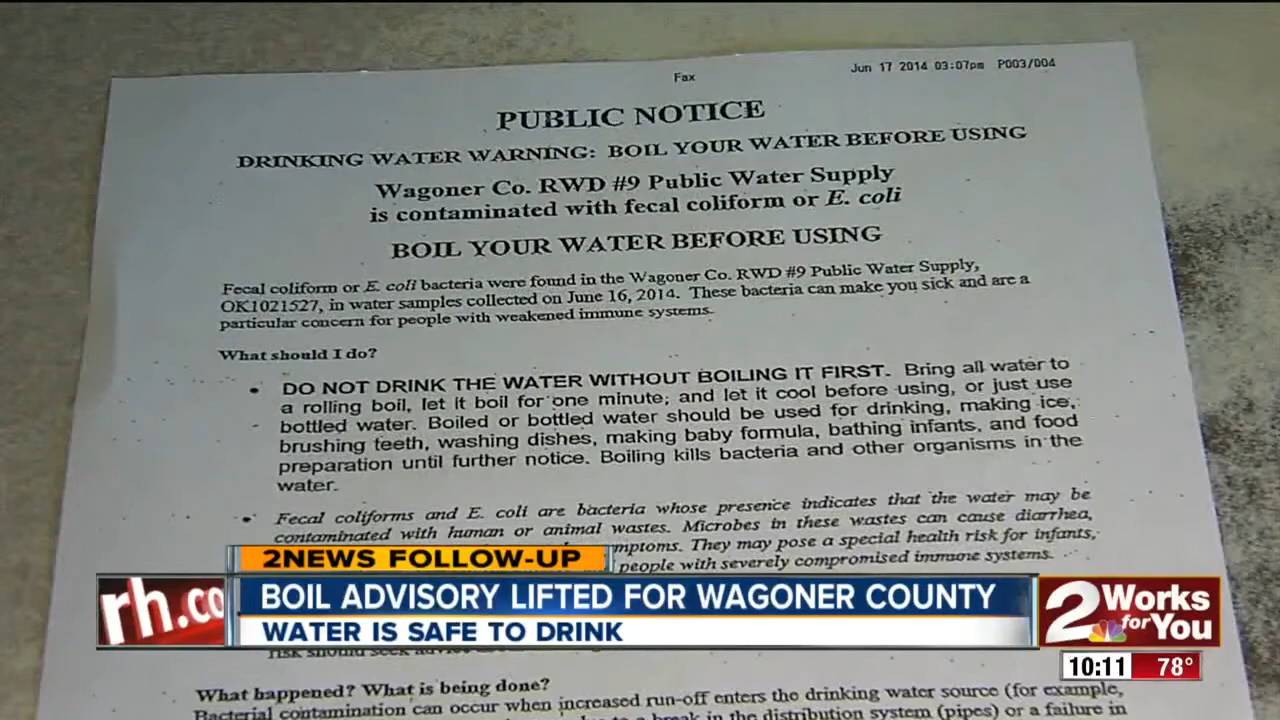 Fax
Jun 17 2014 03:07pm P003/004
PUBLIC NOTICE
DRINKING WATER WARNING: BOIL YOUR WATER BEFORE USING
Wagoner Co. RWD #9 Public Water Supply
is contaminated with fecal coliform or E. coli
BOIL YOUR WATER BEFORE USING
Fecal coliform or E. coli bacteria were found in the Wagoner Co. RWD #9 Public Water Supply,
OK1021527, in water samples collected on June 16, 2014. These bacteria can make you sick and are a
particular concern for people with weakened immune systems.
What should I do?
• DO NOT DRINK THE WATER WITHOUT BOILING IT FIRST. Bring all water to
a rolling boil, let it boil for one minute; and let it cool before using, or just use
bottled water. Boiled or bottled water should be used for drinking, making ice,
brushing teeth, washing dishes, making baby formula, bathing infants, and food
preparation until further notice. Boiling kills bacteria and other organisms in the
water.
• Fecal coliforms and E. coli are bacteria whose presence indicates that the water may be
contaminated with human or animal wastes. Microbes in these wastes can cause diarrhea,
mptoms. They may pose a special health risk for infants,
people with severely compromised immune systems.
2NEWS FOLLOW-UP
rh.co
BOIL ADVISORY LIFTED FOR WAGONER COUNTY
WATER IS SAFE TO DRINK
2 Works for You
10:11 78°
risk should seek
What happened? What is being done?
Bacterial contamination can occur when increased run-off enters the drinking water source (for example,
a break in the distribution system (pipes) or a failure in